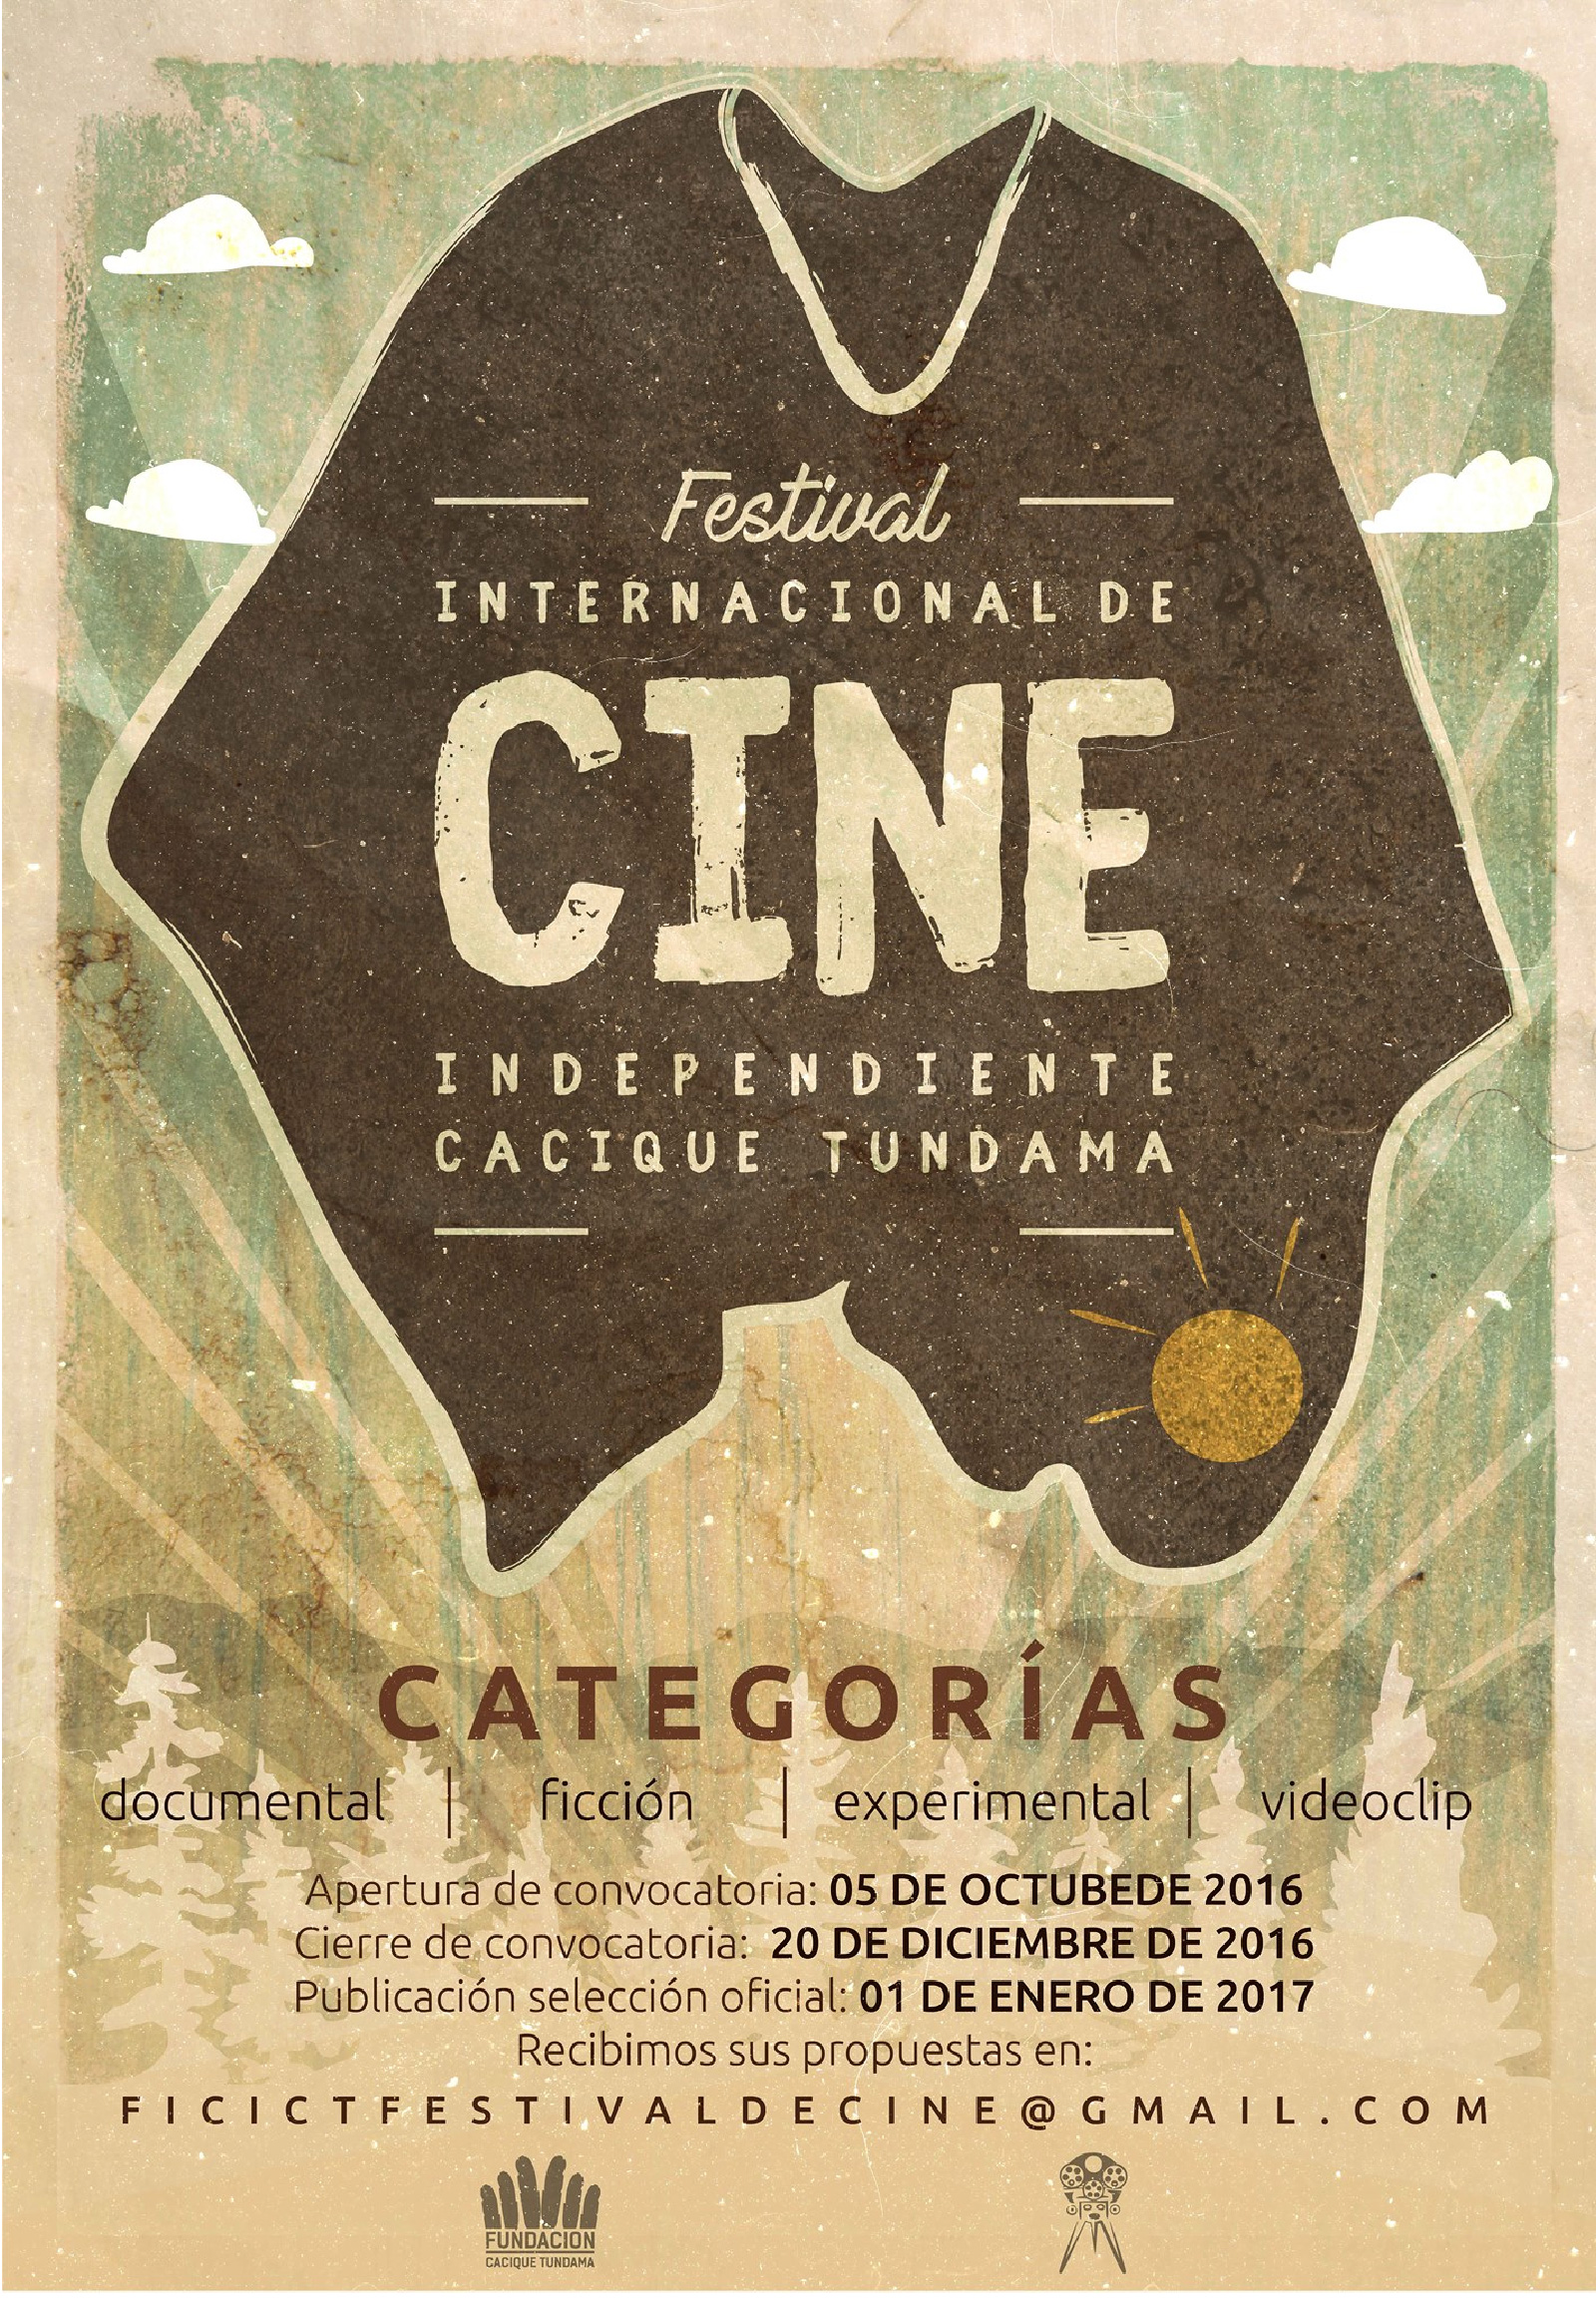 Festival
INTERNACIONAL DE
CINE
INDEPENDIENTE
CACIQUE TUNDAMA
CATEGORÍAS
documental | ficción | experimental | videoclip
Apertura de convocatoria: 05 DE OCTUBEDE 2016
Cierre de convocatoria: 20 DE DICIEMBRE DE 2016
Publicación selección oficial: 01 DE ENERO DE 2017
Recibimos sus propuestas en:
FICICTFESTIVALDECINE@GMAIL.COM
FUNDACION
CACIQUE TUNDAMA